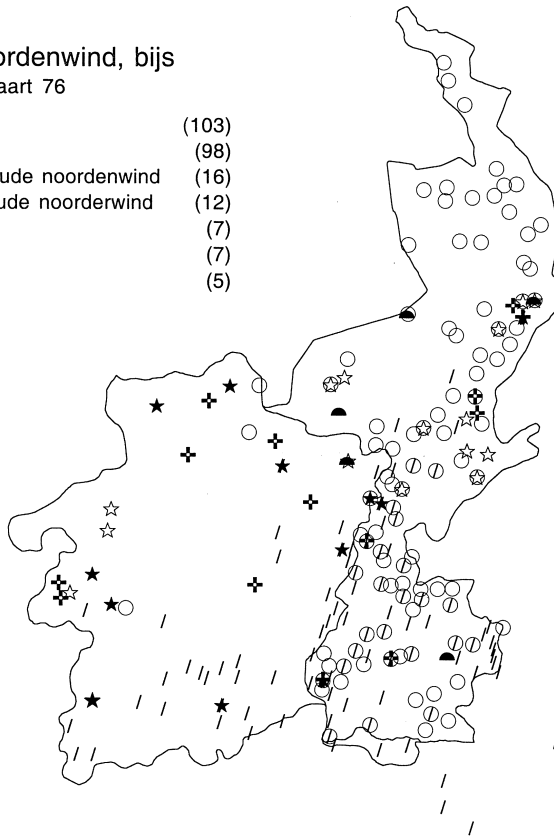 ordenwind, bijs
aart 76
(103)
(98)
ude noordenwind (16)
ude noorderwind (12)
(7)
(7)
(5)